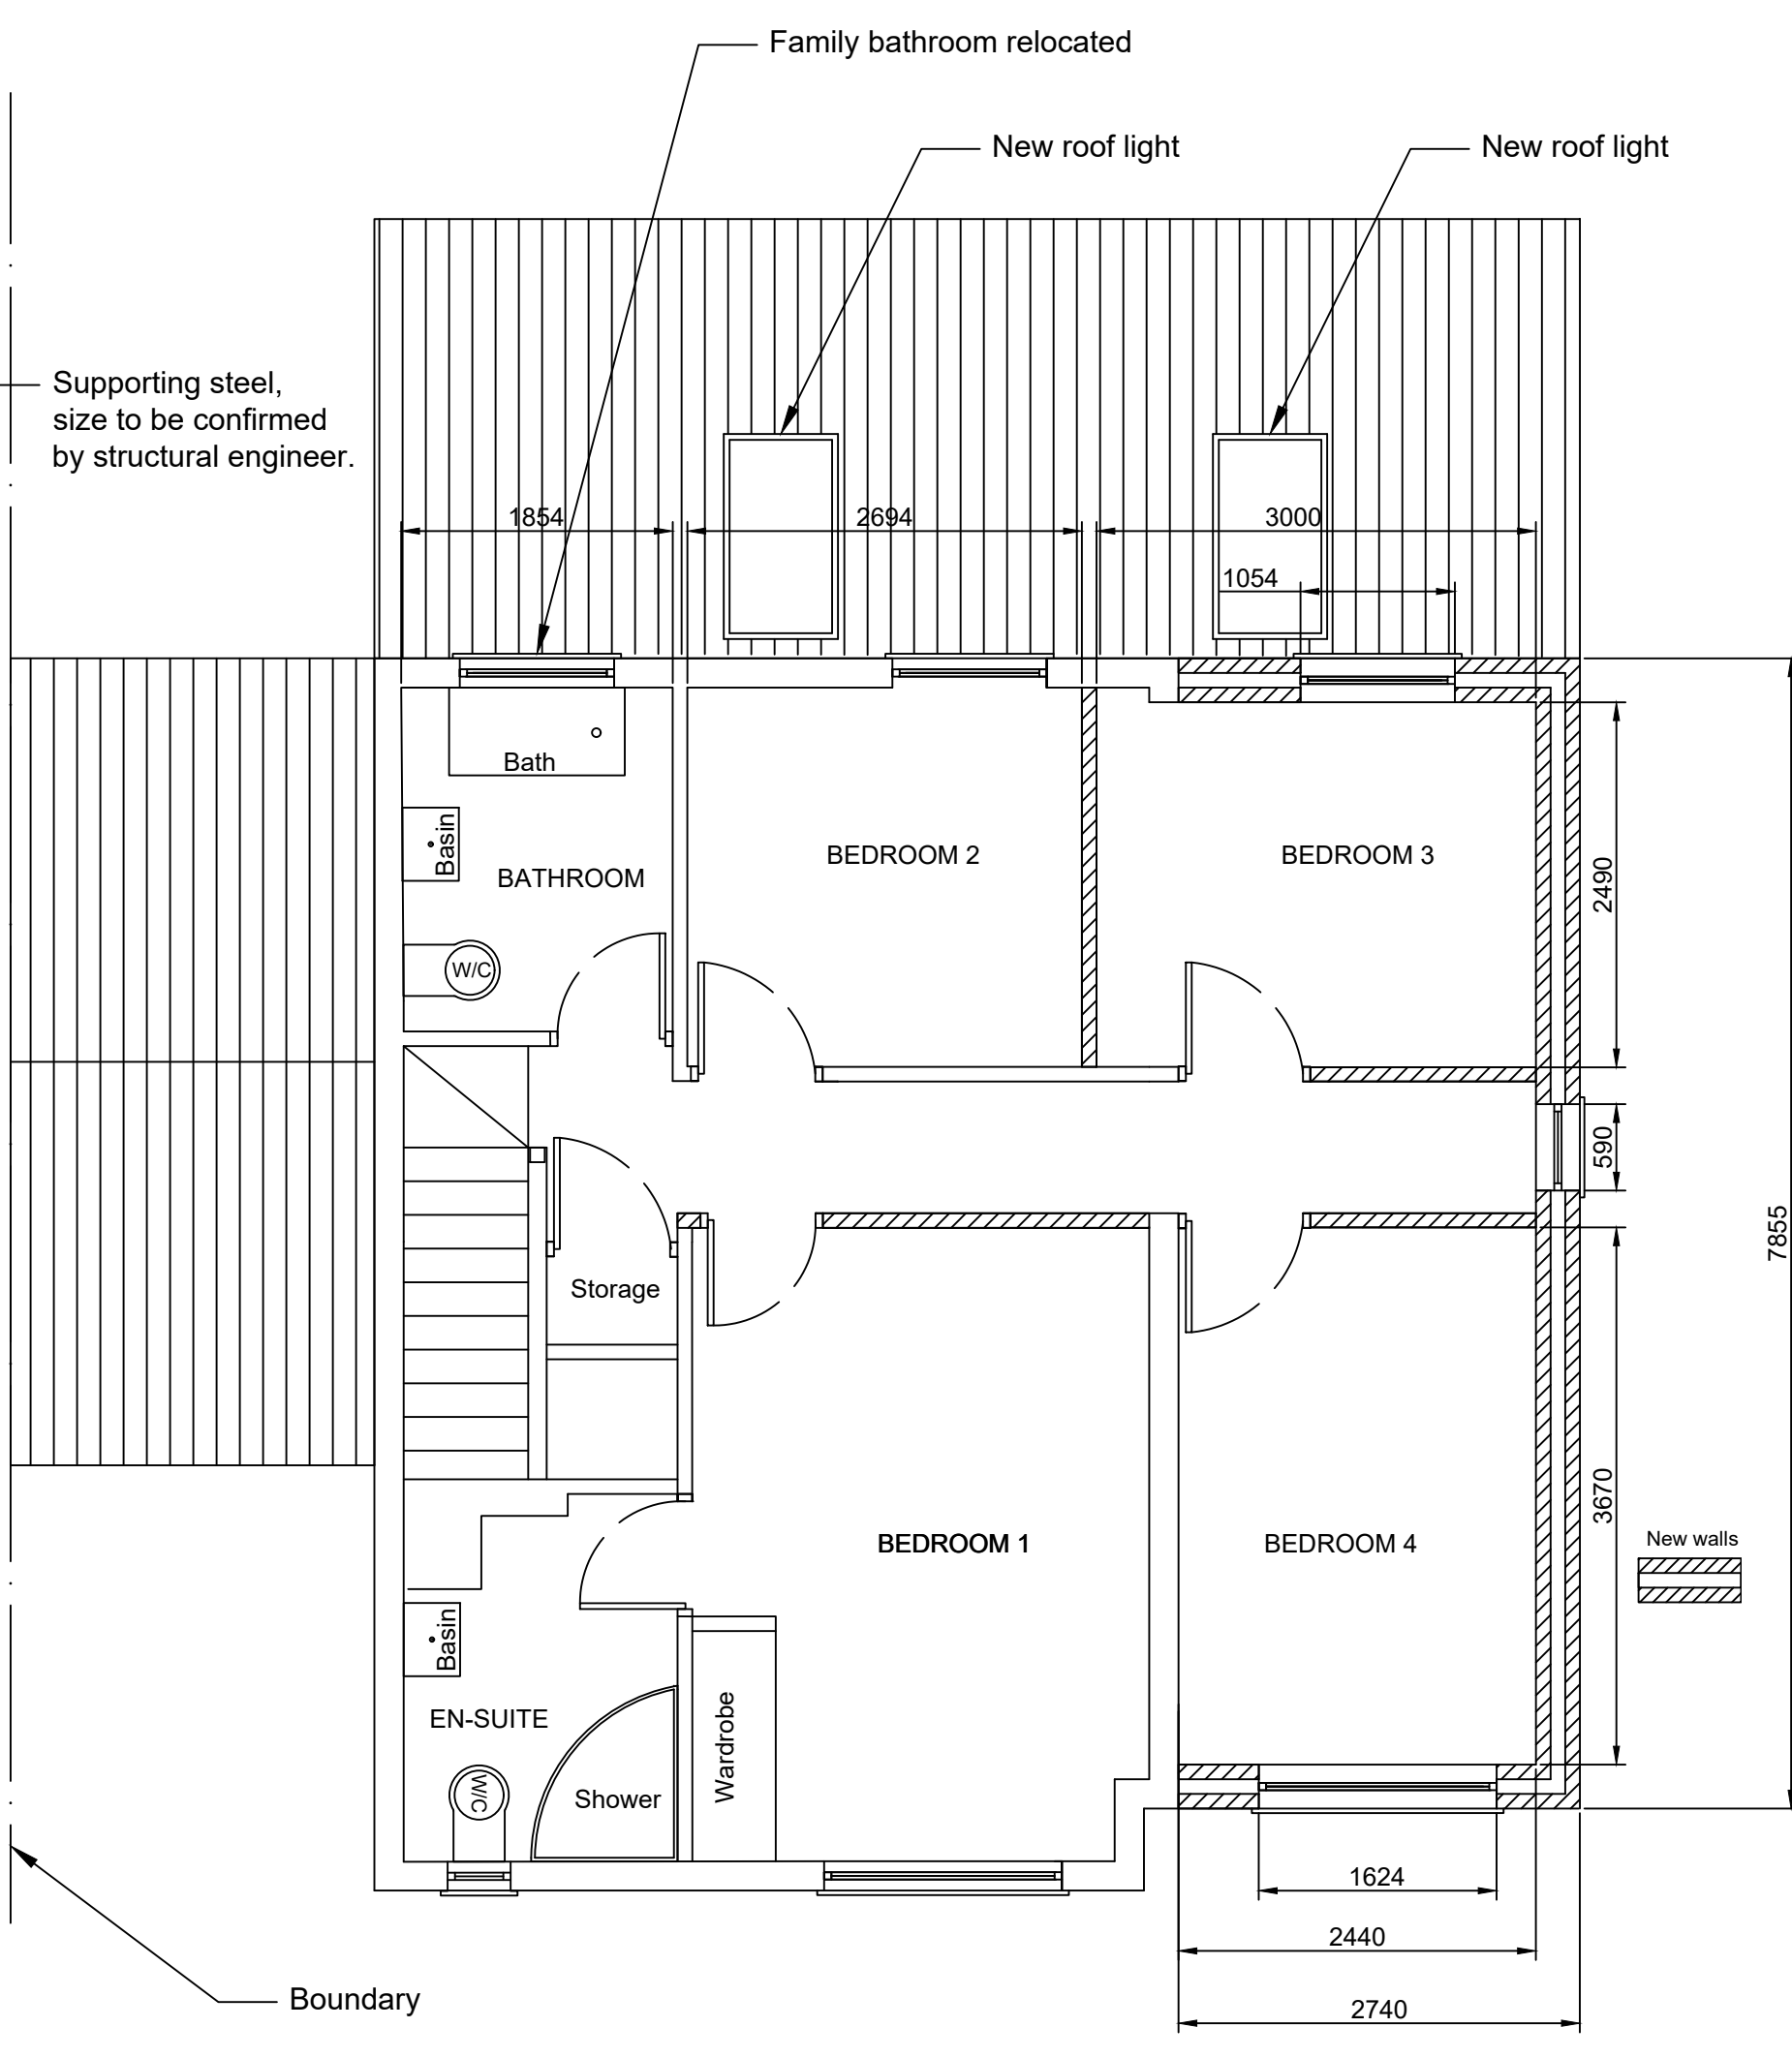 Family bathroom relocated
New roof light
New roof light
Supporting steel,
size to be confirmed
by structural engineer.
1854
2694
3000
1054
Bath
Basin
BATHROOM
BEDROOM 2
BEDROOM 3
2490
W/C
590
7855
Storage
3670
BEDROOM 1
BEDROOM 4
New walls
Basin
EN-SUITE
Wardrobe
W/C
Shower
1624
2440
Boundary
2740